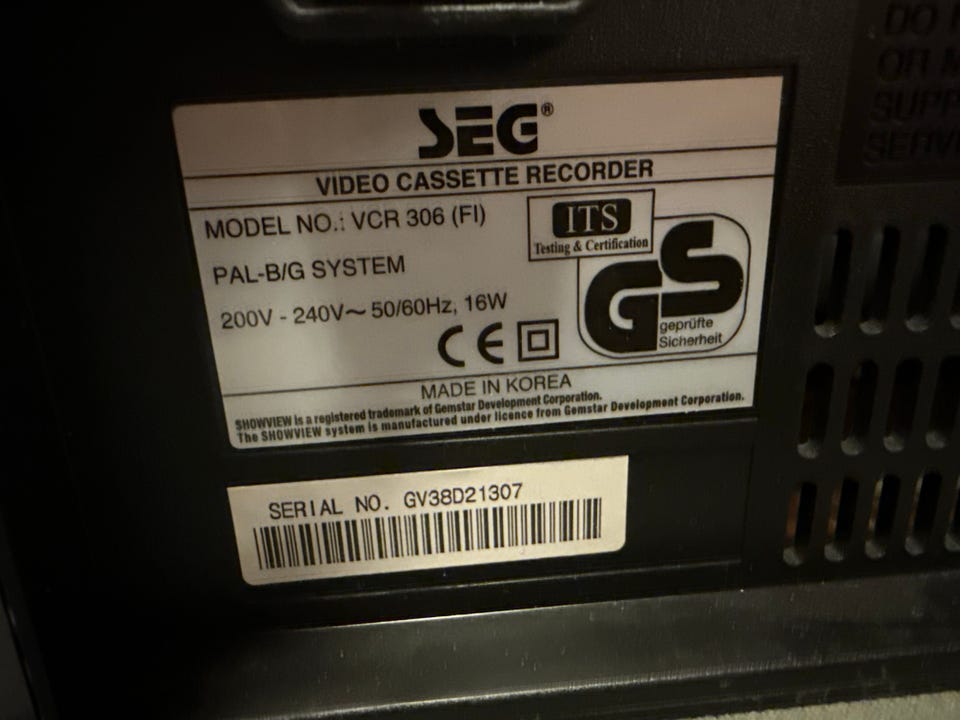 SEG®
VIDEO CASSETTE RECORDER
MODEL NO.: VCR 306 (FI)
ITS
Testing & Certification
PAL-B/G SYSTEM
200V - 240V~ 50/60Hz, 16W
CE
GS
geprüfte
Sicherheit
MADE IN KOREA
SHOWVIEW is a registered trademark of Gemstar Development Corporation.
The SHOWVIEW system is manufactured under licence from Gemstar Development Corporation.
SERIAL NO. GV38D21307
DO
OR